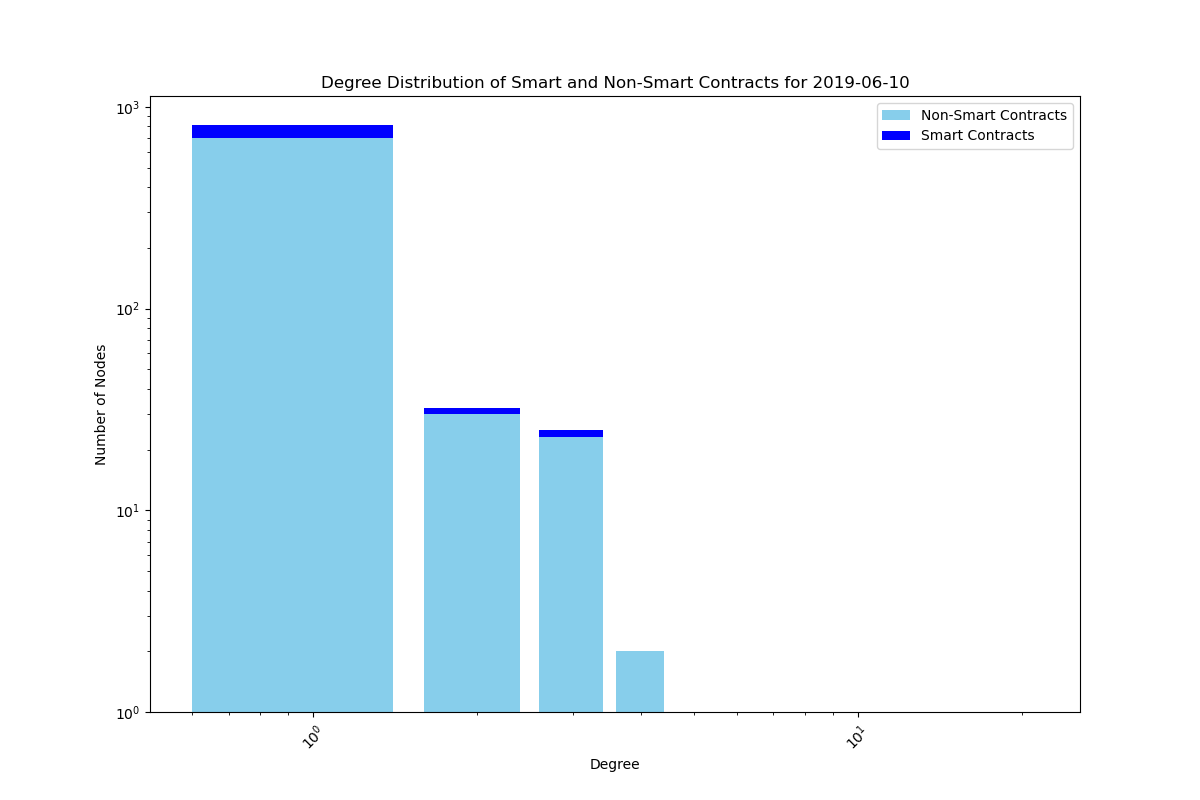 Degree Distribution of Smart and Non-Smart Contracts for 2019-06-10
Non-Smart Contracts
Smart Contracts
Number of Nodes
10³
10²
10¹
10⁰
10⁰
10¹
Degree